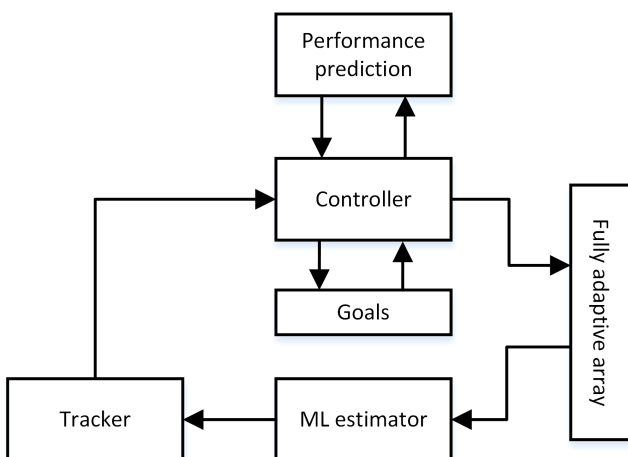 Performance
prediction
Controller
Fully adaptive array
Goals
Tracker
ML estimator